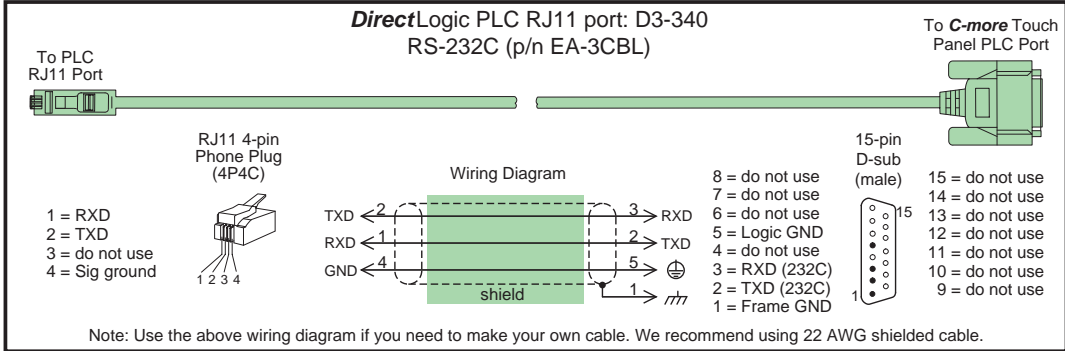 DirectLogic PLC RJ11 port: D3-340
RS-232C (p/n EA-3CBL)
To PLC
RJ11 Port
To C-more Touch
Panel PLC Port
RJ11 4-pin
Phone Plug
(4P4C)
1 = RXD
2 = TXD
3 = do not use
4 = Sig ground
1 2 3 4
Wiring Diagram
TXD 2 3 RXD
RXD 1 2 TXD
GND 4 5
shield 1
8 = do not use
7 = do not use
6 = do not use
5 = Logic GND
4 = do not use
3 = RXD (232C)
2 = TXD (232C)
1 = Frame GND
15-pin
D-sub
(male)
15
1
15 = do not use
14 = do not use
13 = do not use
12 = do not use
11 = do not use
10 = do not use
9 = do not use
Note: Use the above wiring diagram if you need to make your own cable. We recommend using 22 AWG shielded cable.